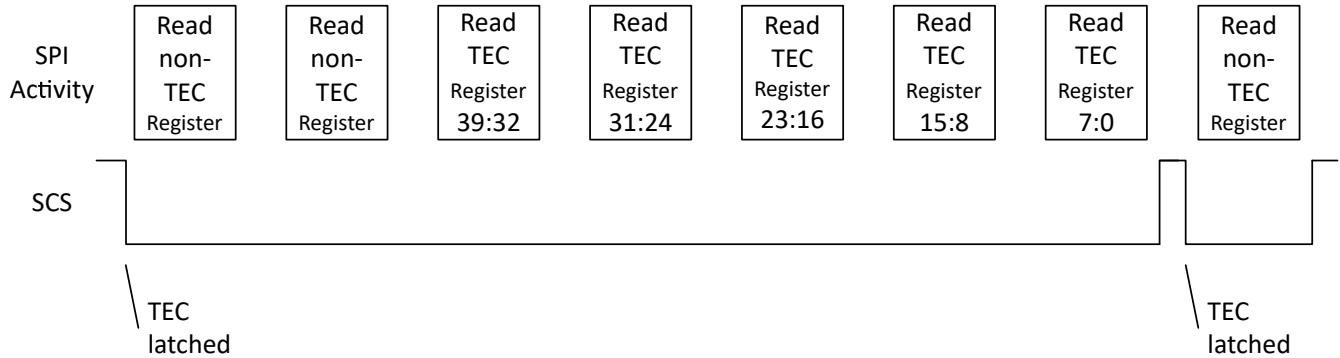 SPI
Activity
Read
non-
TEC
Register
Read
non-
TEC
Register
Read
TEC
Register
39:32
Read
TEC
Register
31:24
Read
TEC
Register
23:16
Read
TEC
Register
15:8
Read
TEC
Register
7:0
Read
non-
TEC
Register
SCS
TEC
latched
TEC
latched